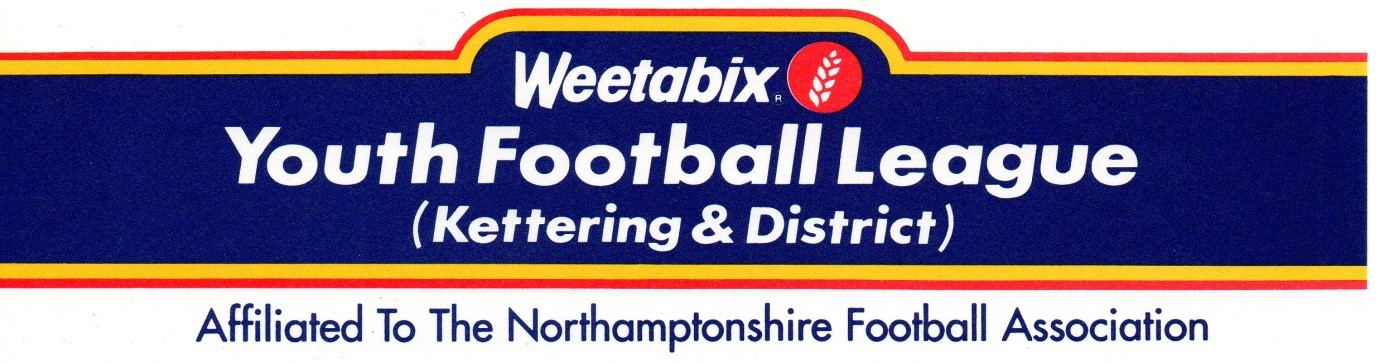 Weetabix R
Youth Football League
(Kettering & District)
Affiliated To The Northamptonshire Football Association